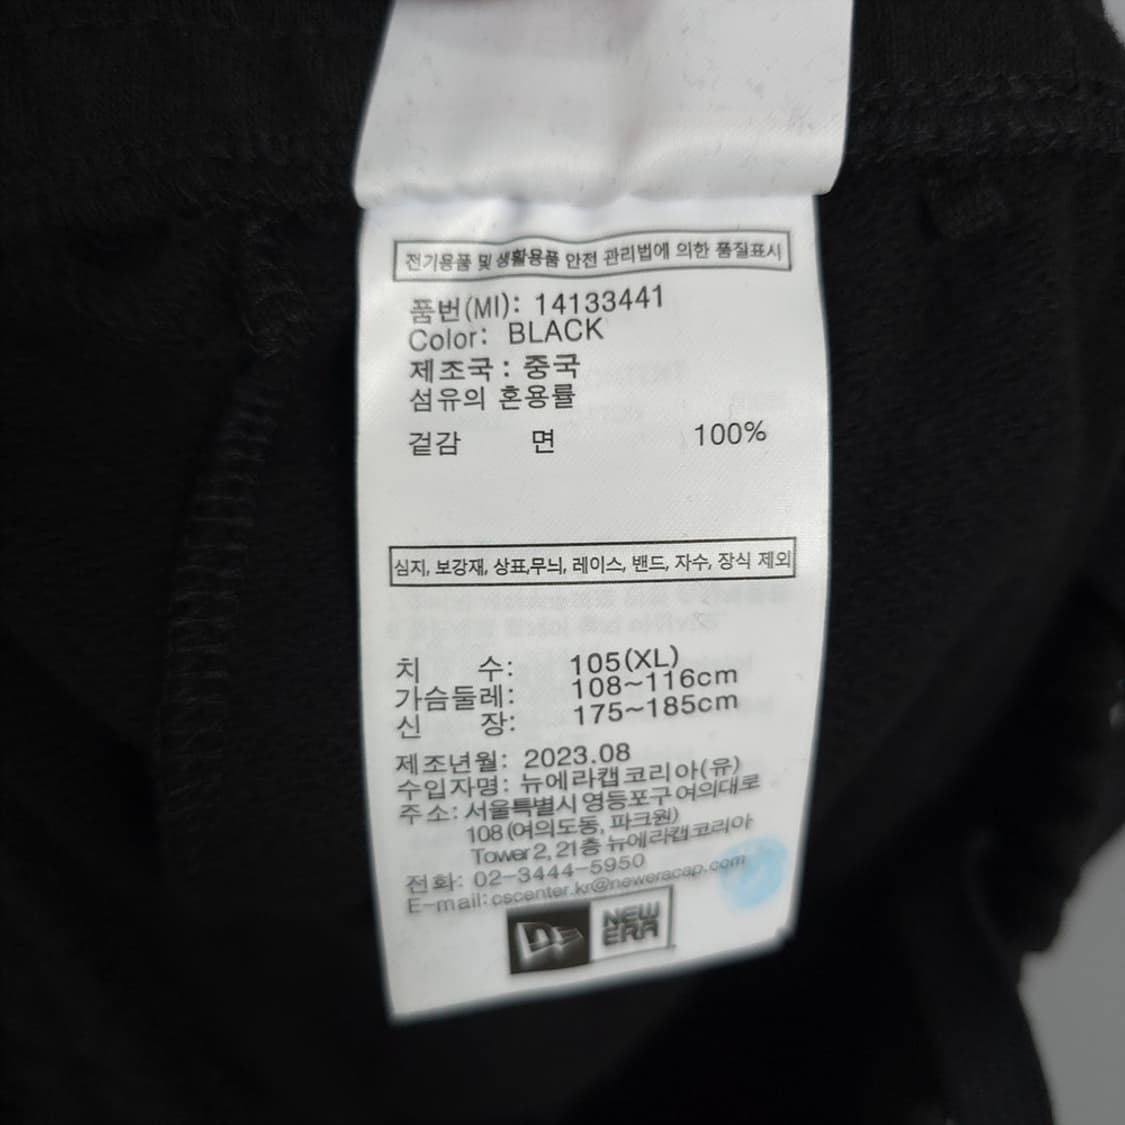 전기용품 및 생활용품 안전 관리법에 의한 품질표시
품번(MI): 14133441
Color: BLACK
제조국: 중국
섬유의 혼용률
겉감 면 100%
심지, 보강재, 상표,무늬, 레이스, 밴드, 자수, 장식 제외
치 수: 105(XL)
가슴둘레: 108~116cm
신 장: 175~185cm
제조년월: 2023.08
수입자명: 뉴에라캡코리아(유)
주소: 서울특별시 영등포구 여의대로
108 (여의도동, 파크원)
Tower 2, 21층 뉴에라캡코리아
전화: 02-3444-5950
E-mail: cscenter.kr@neweracap.com
NEW
ERA